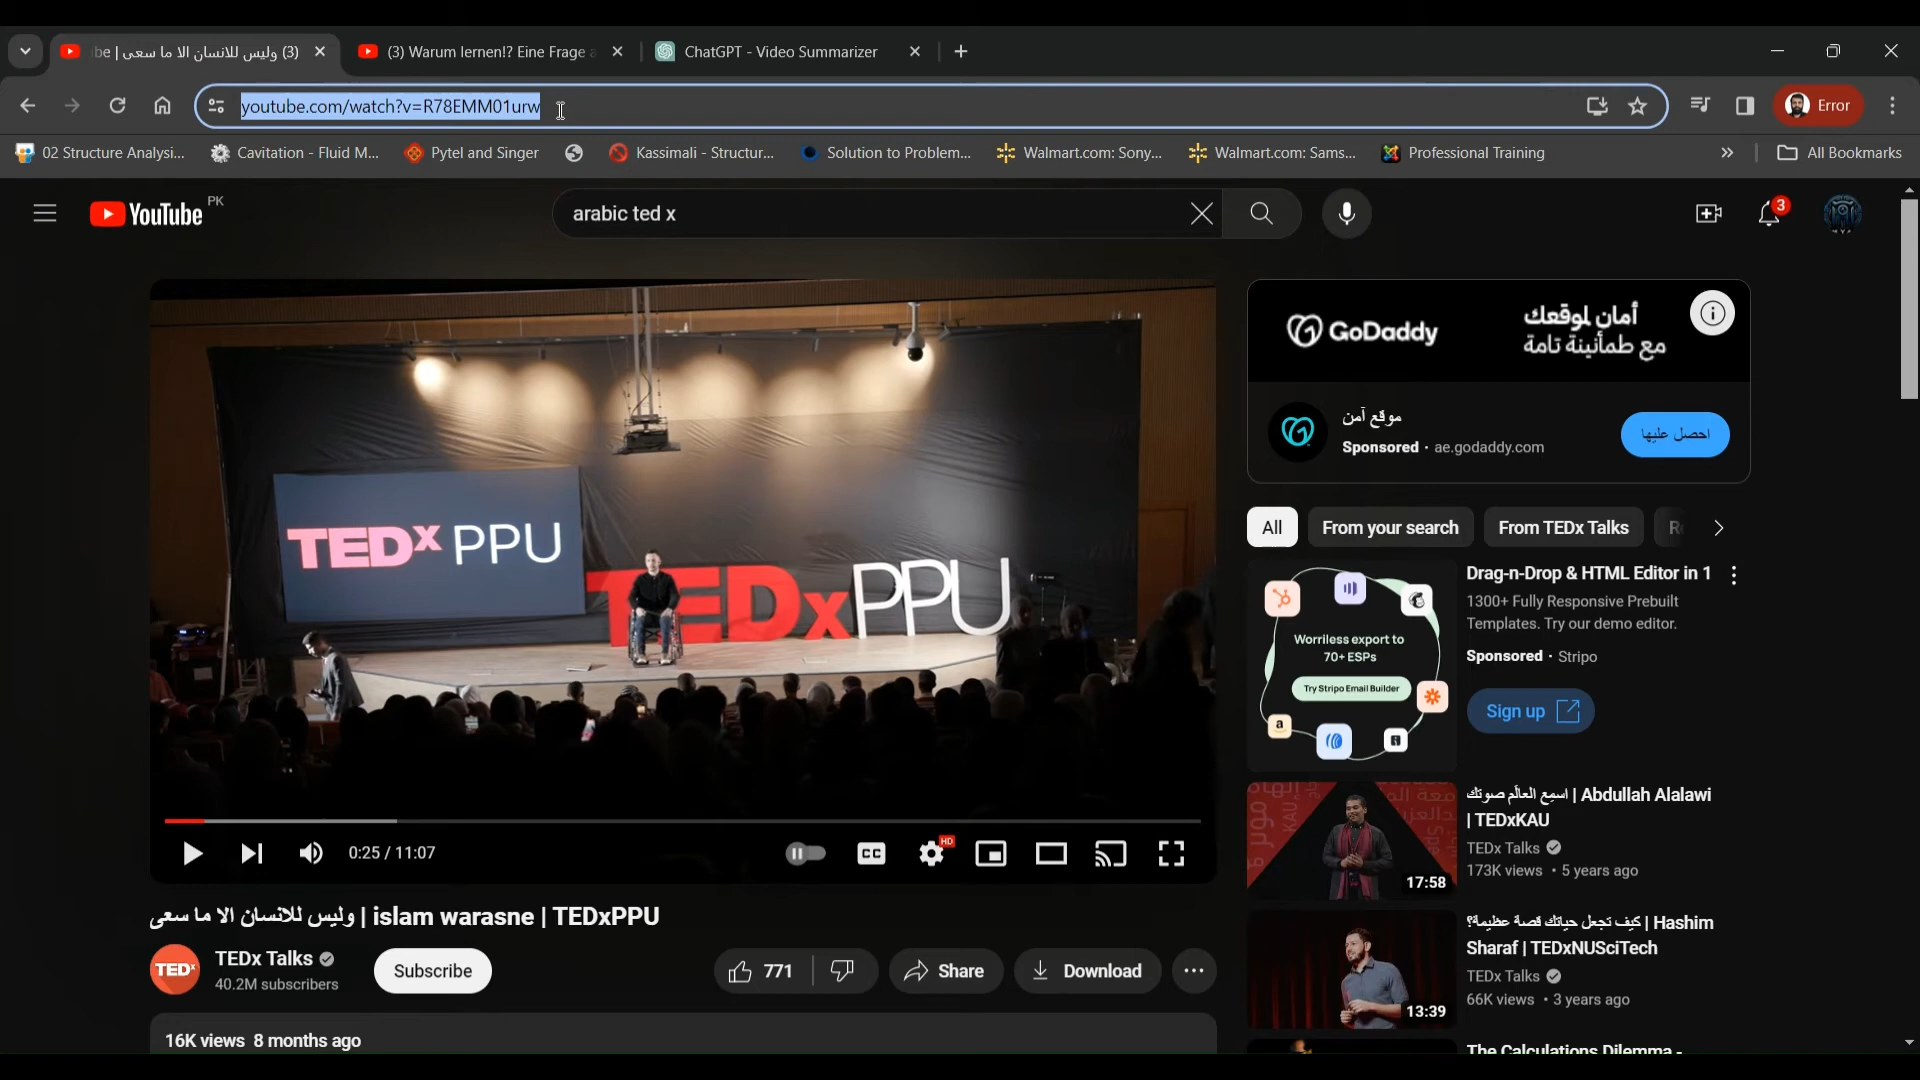 be | وليس للانسان الا ما سعى (3)
(3) Warum lernen!? Eine Frage a
ChatGPT - Video Summarizer
youtube.com/watch?v=R78EMM01urw
Error
02 Structure Analysi...
Cavitation - Fluid M...
Pytel and Singer
Kassimali - Structur...
Solution to Problem...
Walmart.com: Sony...
Walmart.com: Sams...
Professional Training
All Bookmarks
YouTube PK
arabic ted x
3
TEDx PPU
TEDxPPU
0:25 / 11:07
CC
HD
وليس للانسان الا ما سعى | islam warasne | TEDxPPU
TEDx
TEDx Talks
40.2M subscribers
Subscribe
771
Share
Download
16K views 8 months ago
GoDaddy
أمان لموقعك
مع طمأنينة تامة
موقع آمن
Sponsored · ae.godaddy.com
احصل عليها
All
From your search
From TEDx Talks
Worriless export to
70+ ESPs
Try Stripo Email Builder
a
Drag-n-Drop & HTML Editor in 1
1300+ Fully Responsive Prebuilt
Templates. Try our demo editor.
Sponsored · Stripo
Sign up
17:58
اسمِع العالَم صوتك | Abdullah Alalawi
| TEDxKAU
TEDx Talks
173K views · 5 years ago
13:39
كيف تجعل حياتك قصة عظيمة؟ | Hashim
Sharaf | TEDxNUSciTech
TEDx Talks
66K views · 3 years ago
The Calculations Dilemma -